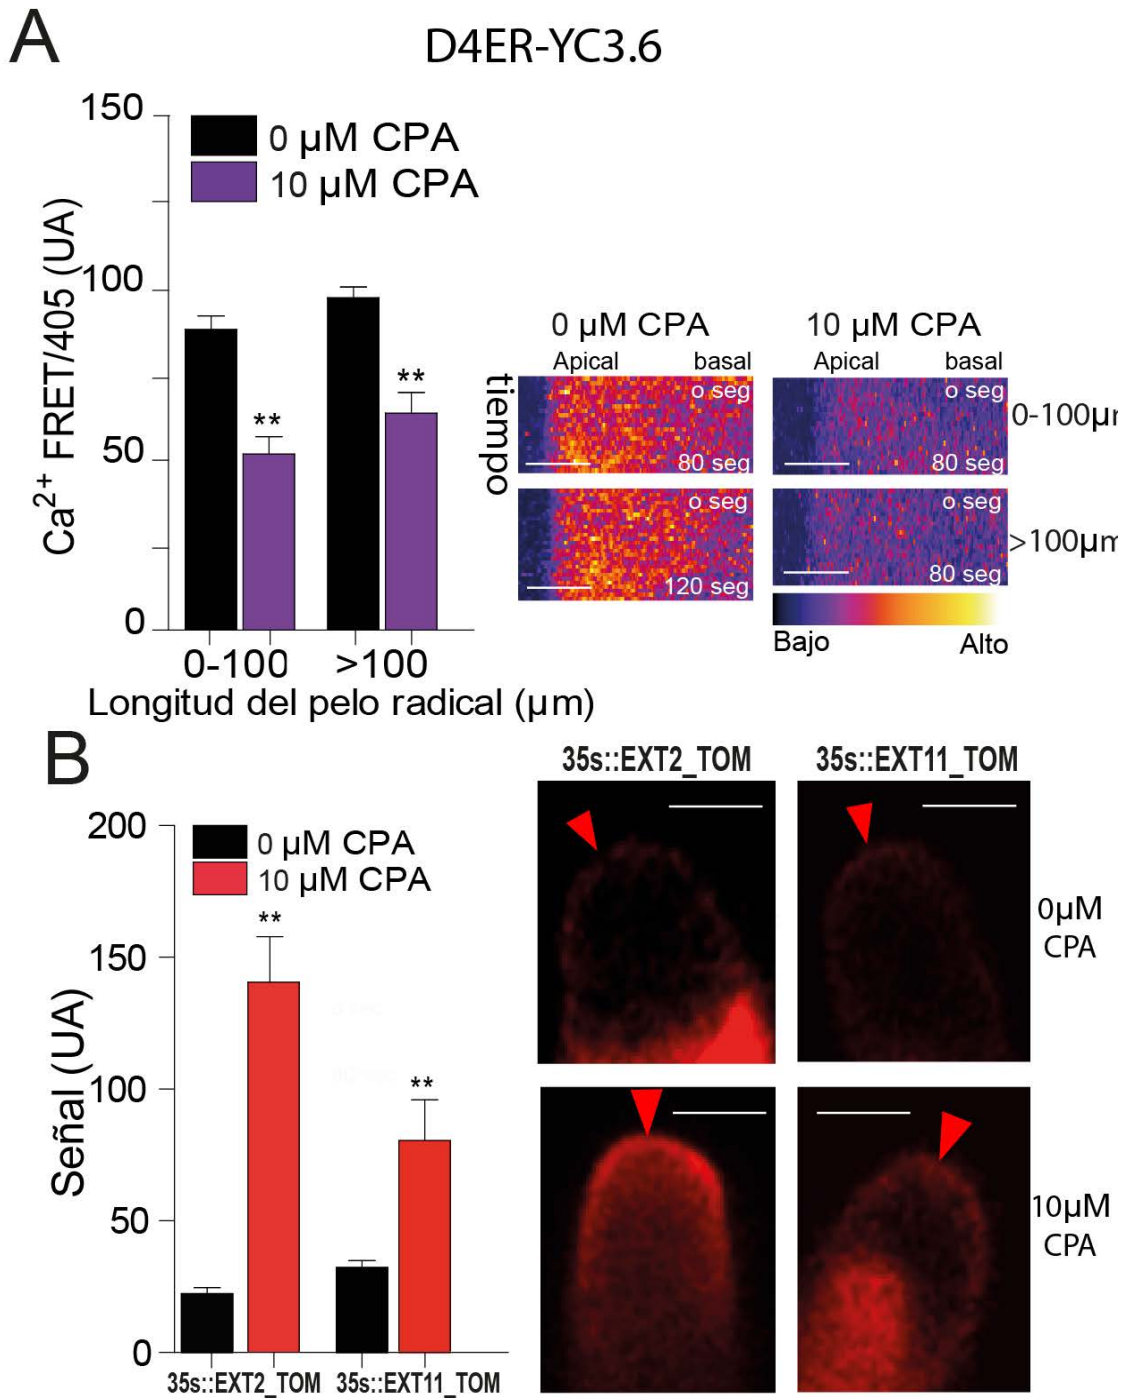 A
D4ER-YC3.6
150
100
50
0
Ca2+ FRET/405 (UA)
0 µM CPA
10 µM CPA
**
**
0-100
>100
Longitud del pelo radical (µm)
0 µM CPA
10 µM CPA
Apical
basal
Apical
basal
tiempo
o seg
80 seg
o seg
80 seg
0-100µm
o seg
120 seg
o seg
80 seg
>100µm
Bajo
Alto
B
35s::EXT2_TOM
35s::EXT11_TOM
200
150
100
50
0
Señal (UA)
0 µM CPA
10 µM CPA
**
**
35s::EXT2_TOM
35s::EXT11_TOM
0µM
CPA
10µM
CPA